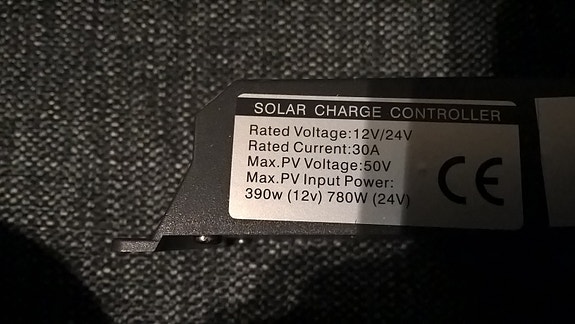 SOLAR CHARGE CONTROLLER
Rated Voltage:12V/24V
Rated Current:30A
Max.PV Voltage:50V
Max.PV Input Power:
390w (12v) 780W (24V)
CE